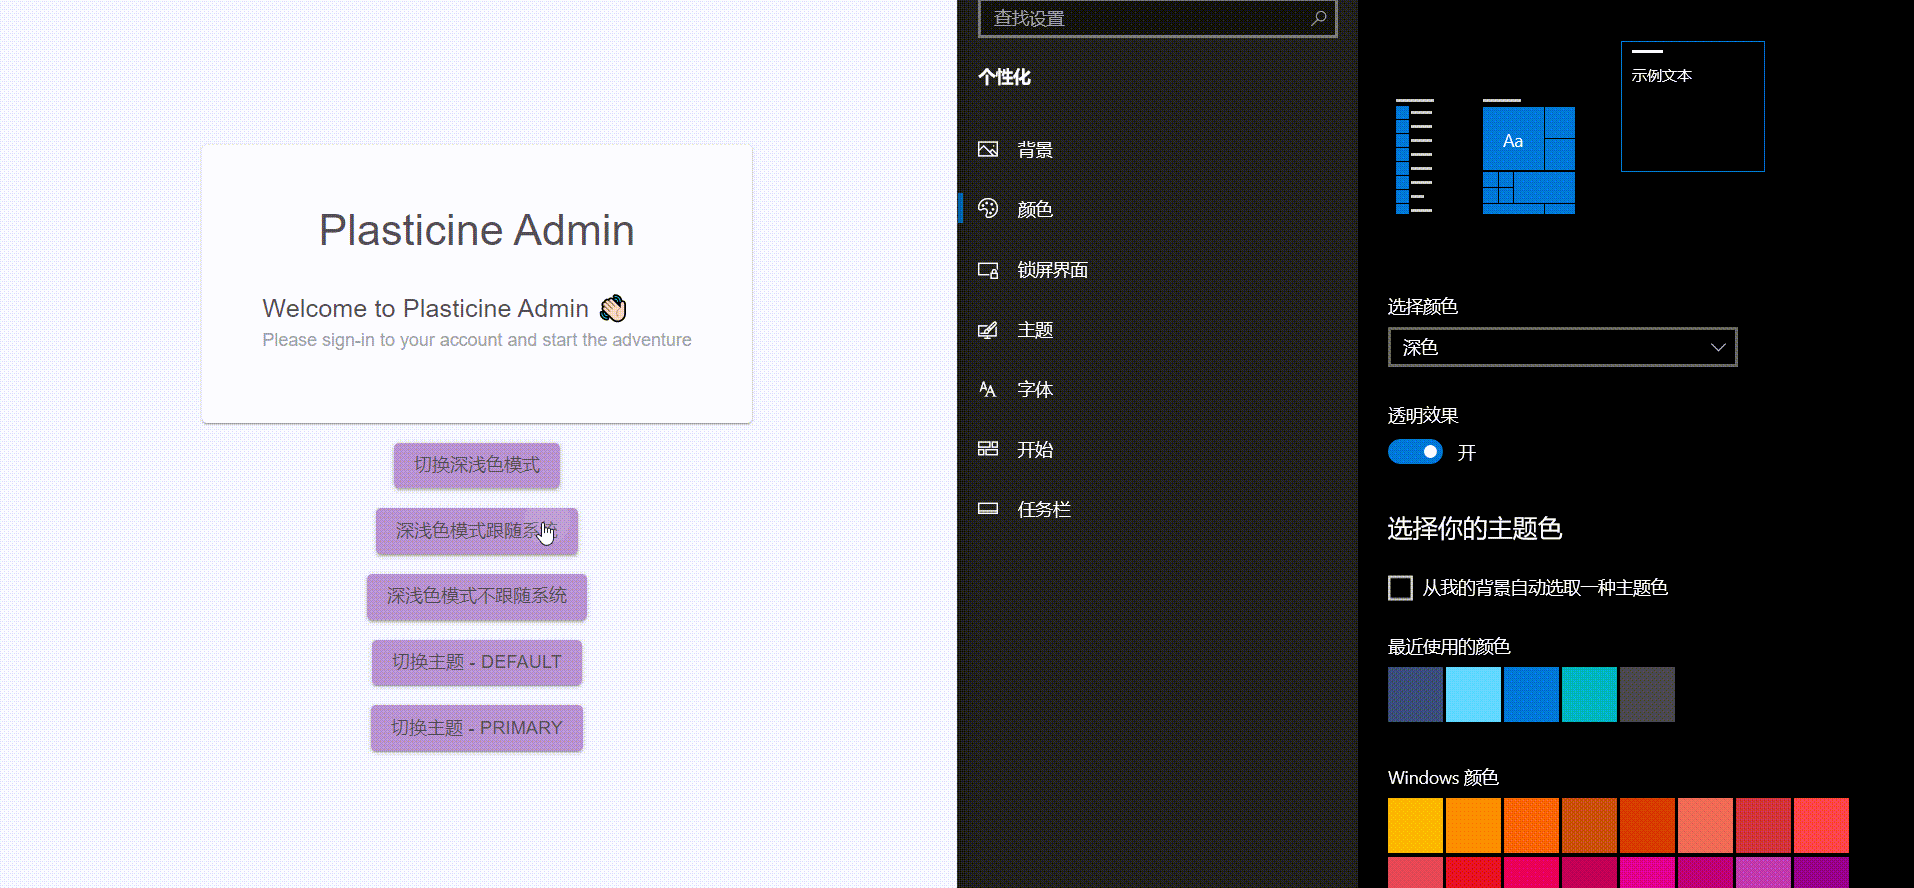 Plasticine Admin
Welcome to Plasticine Admin 👋
Please sign-in to your account and start the adventure
切换深浅色模式
深浅色模式跟随系统
深浅色模式不跟随系统
切换主题 - DEFAULT
切换主题 - PRIMARY
查找设置
个性化
背景
颜色
锁屏界面
主题
字体
开始
任务栏
示例文本
Aa
选择颜色
深色
透明效果
开
选择你的主题色
从我的背景自动选取一种主题色
最近使用的颜色
Windows 颜色